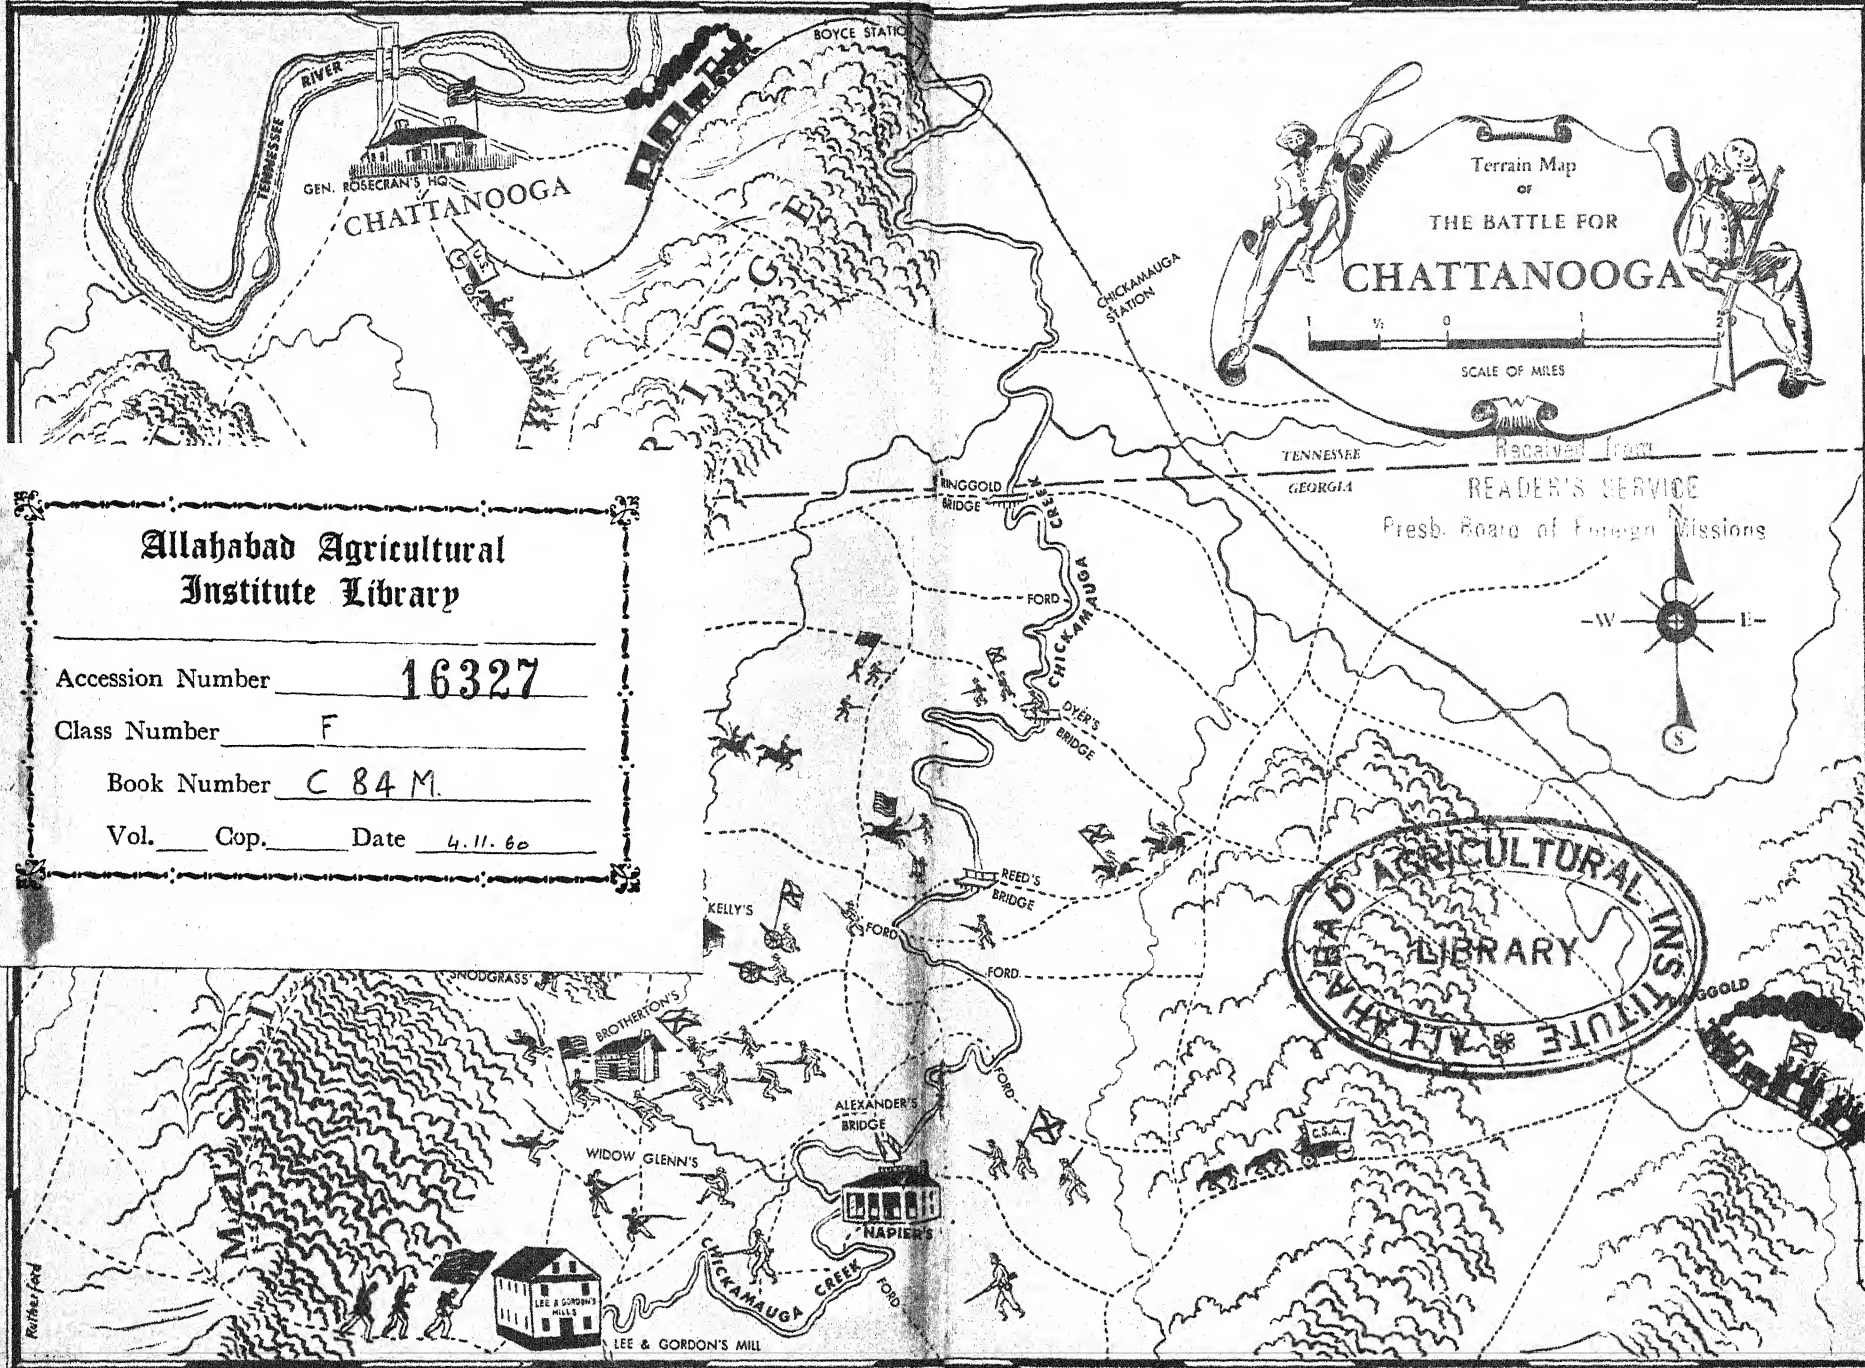 BOYCE STATIO
RIVER
TENNESSEE
GEN. ROSECRAN'S HQ.
CHATTANOOGA
U.S.
RIDGE
CHICKAMAUGA
STATION
Terrain Map
OF
THE BATTLE FOR
CHATTANOOGA
1 ½ 0 1 2
SCALE OF MILES
TENNESSEE
GEORGIA
Received from
READER'S SERVICE
Presb. Board of Foreign Missions
N
W E
S
RINGGOLD
BRIDGE
CREEK
CHICKAMAUGA
FORD
DYER'S
BRIDGE
Allahabad Agricultural
Institute Library
Accession Number 16327
Class Number F
Book Number C 84 M.
Vol. Cop. Date 4.11.60
REED'S
BRIDGE
KELLY'S
FORD
FORD
ALLAHABAD AGRICULTURAL INSTITUTE
LIBRARY
GGOLD
SNODGRASS'
BROTHERTON'S
FORD
ALEXANDER'S
BRIDGE
C.S.A.
WIDOW GLENN'S
MISSI
NAPIER'S
CHICKAMAUGA CREEK
FORD
LEE & GORDON'S
MILLS
LEE & GORDON'S MILL
Rutherford